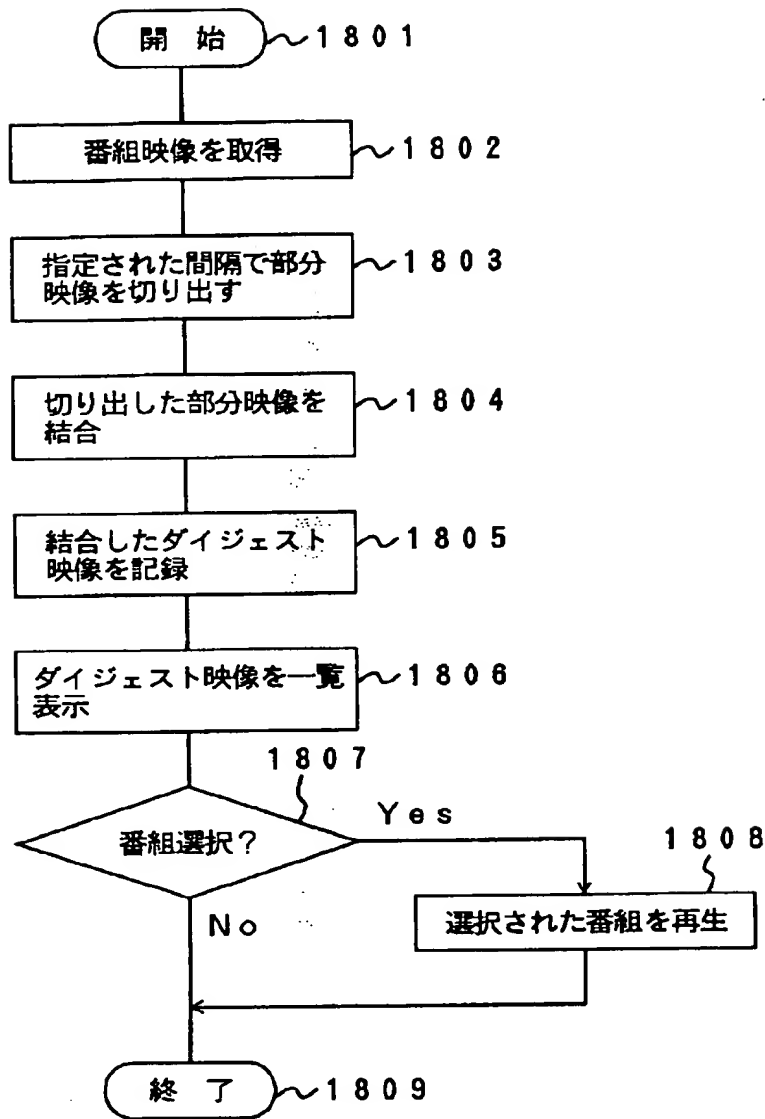 開 始 1801
番組映像を取得 1802
指定された間隔で部分 1803
映像を切り出す
切り出した部分映像を 1804
結合
結合したダイジェスト 1805
映像を記録
ダイジェスト映像を一覧 1806
表示
1807
番組選択？
Yes
1808
選択された番組を再生
No
終 了 1809